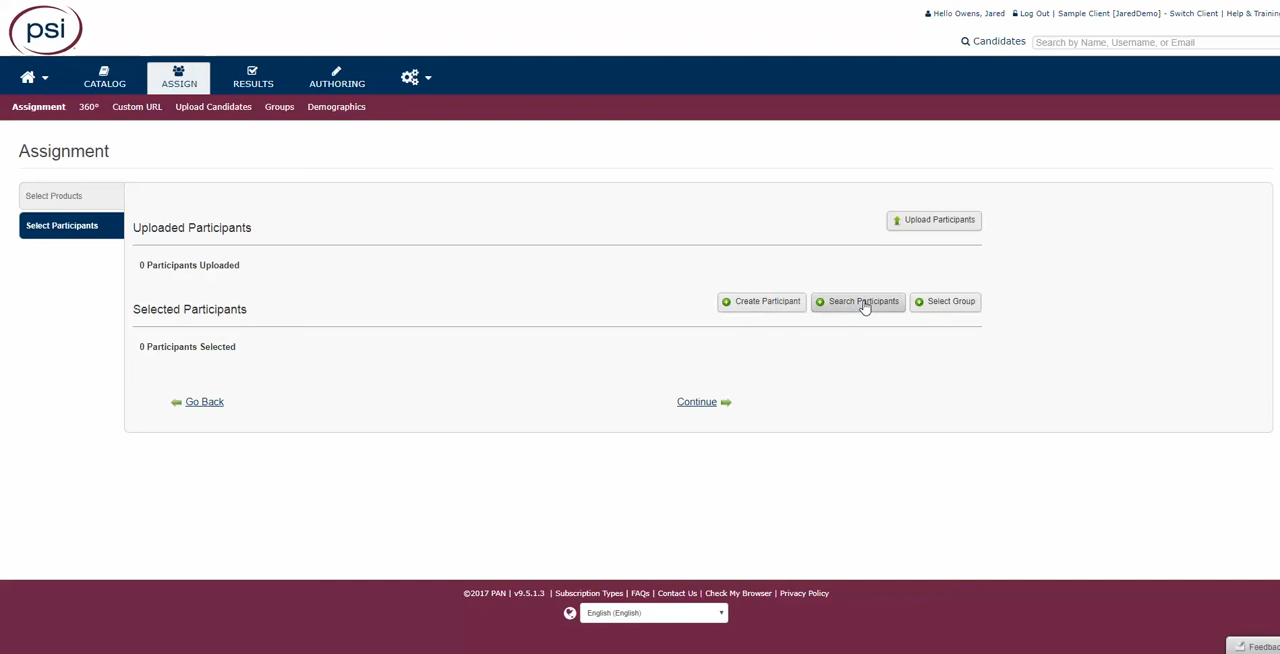 psi
Hello Owens, Jared Log Out | Sample Client [JaredDemo] - Switch Client | Help & Training
Candidates Search by Name, Username, or Email
CATALOG ASSIGN RESULTS AUTHORING
Assignment 360° Custom URL Upload Candidates Groups Demographics
Assignment
Select Products
Select Participants
Uploaded Participants Upload Participants
0 Participants Uploaded
Selected Participants Create Participant Search Participants Select Group
0 Participants Selected
Go Back Continue
©2017 PAN | v9.5.1.3 | Subscription Types | FAQs | Contact Us | Check My Browser | Privacy Policy
English (English)
Feedbac